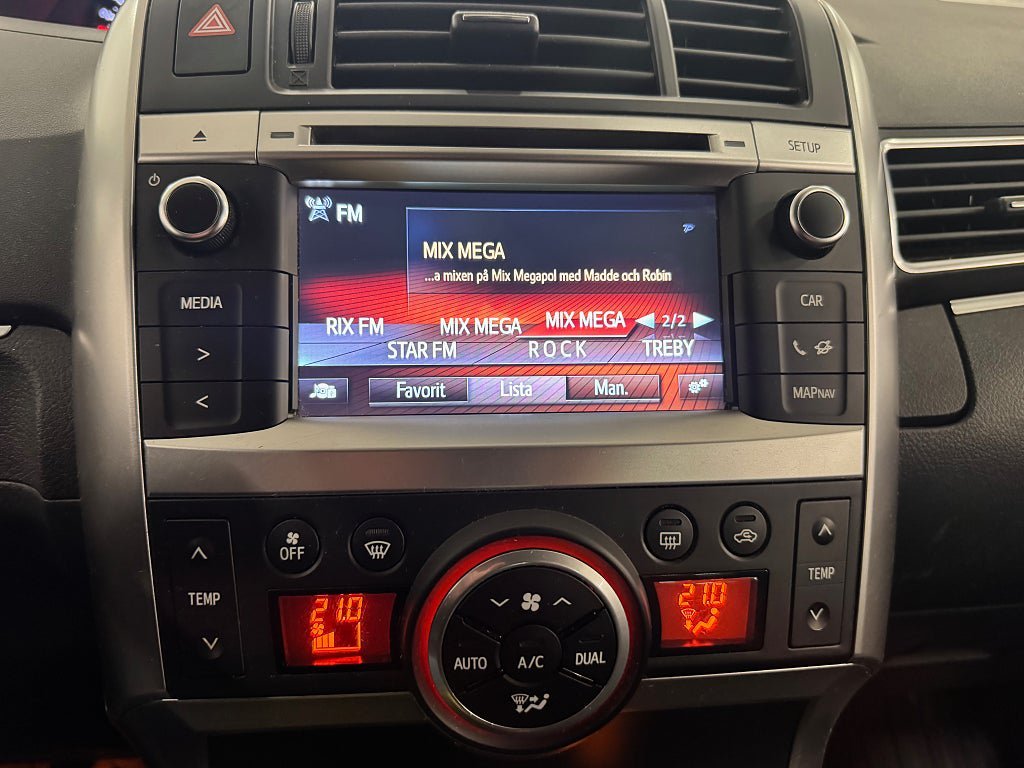 SETUP
FM
MIX MEGA
...a mixen på Mix Megapol med Madde och Robin
MEDIA
CAR
RIX FM MIX MEGA MIX MEGA 2/2
STAR FM ROCK TREBY
>
<
MAPNAV
Favorit Lista Man.
OFF
TEMP
TEMP
21.0
21.0
AUTO A/C DUAL